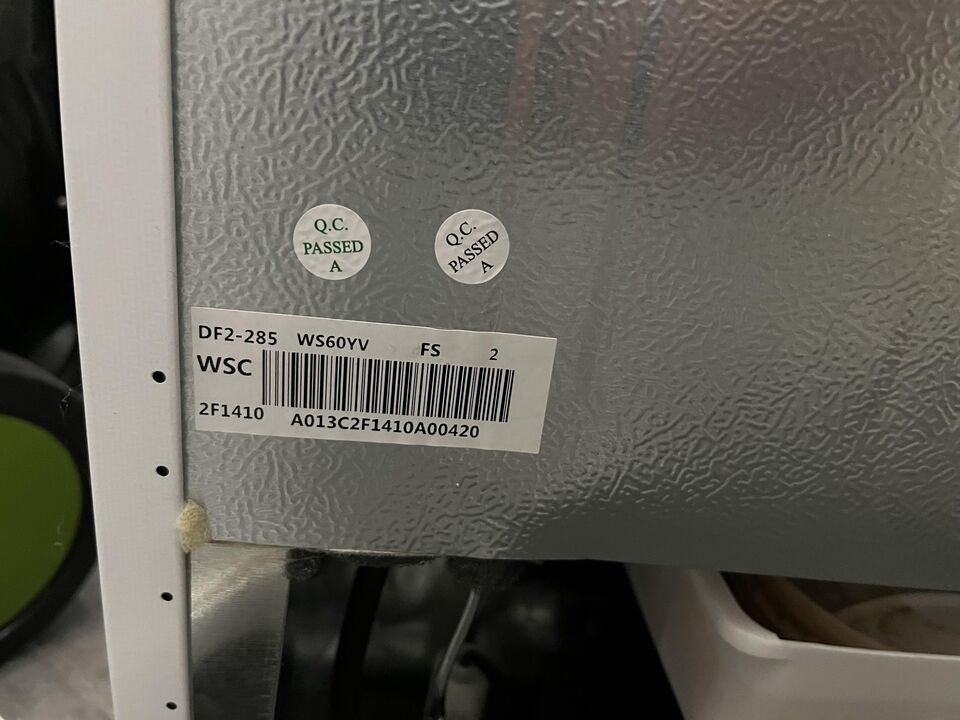 Q.C.
PASSED
A
Q.C.
PASSED
A
DF2-285 WS60YV FS 2
WSC
2F1410 A013C2F1410A00420